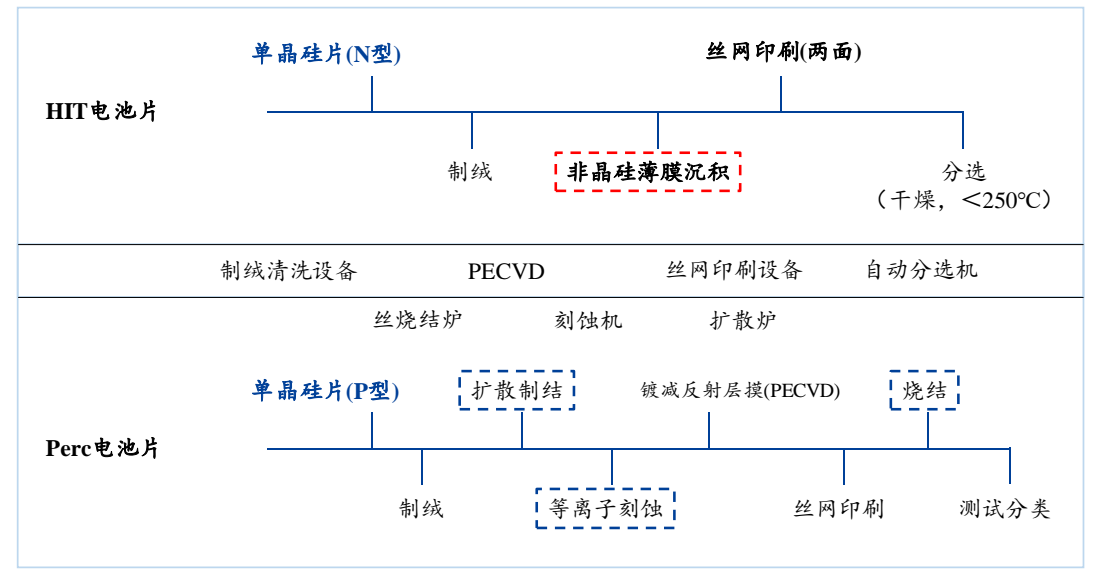 单晶硅片(N型)
丝网印刷(两面)
HIT电池片
制绒
非晶硅薄膜沉积
分选
（干燥，＜250℃）
制绒清洗设备
PECVD
丝网印刷设备
自动分选机
丝烧结炉
刻蚀机
扩散炉
单晶硅片(P型)
扩散制结
镀减反射层摸(PECVD)
烧结
Perc电池片
制绒
等离子刻蚀
丝网印刷
测试分类